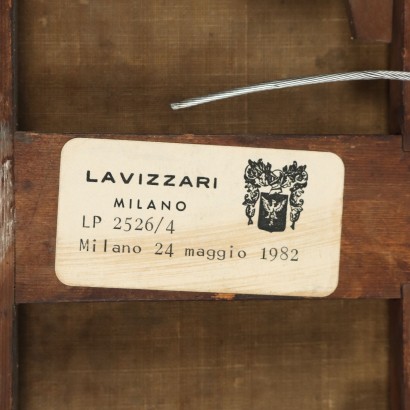 LAVIZZARI
MILANO
LP 2526/4
Milano 24 maggio 1982